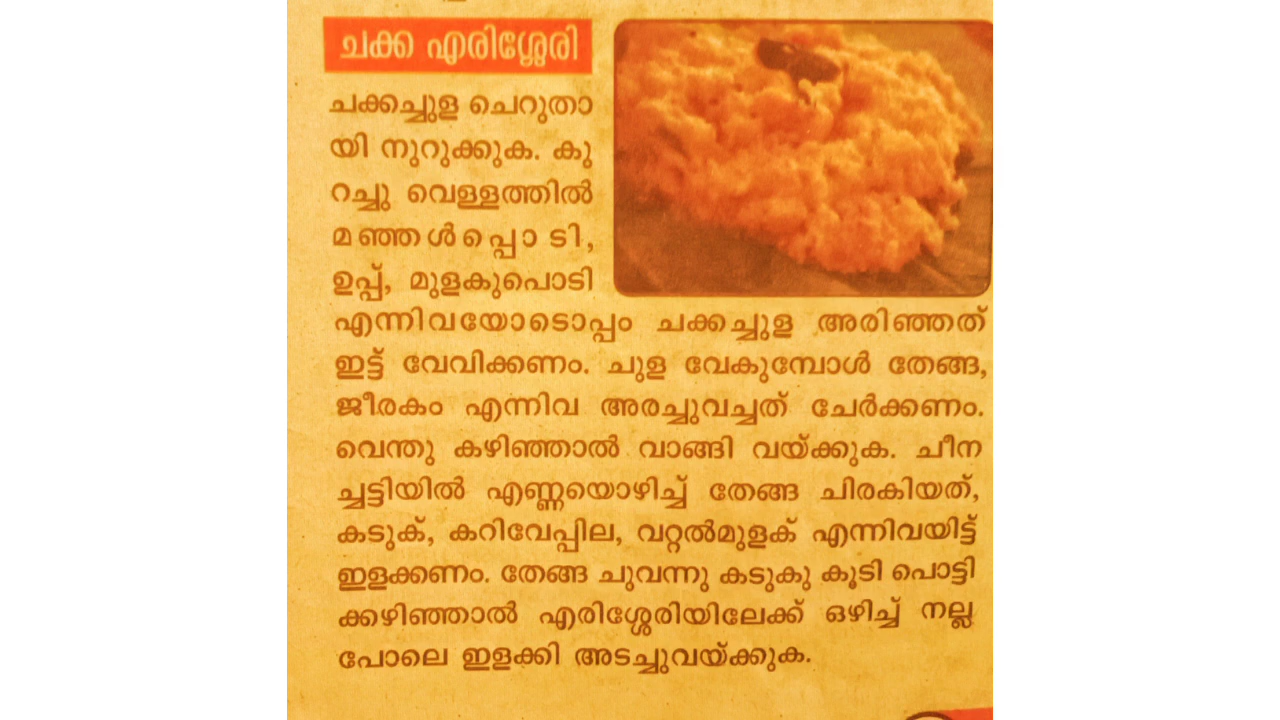 ചക്ക എരിശ്ശേരി
ചക്കച്ചുള ചെറുതാ
യി നുറുക്കുക. കു
റച്ചു വെള്ളത്തിൽ
മഞ്ഞൾപ്പൊടി,
ഉപ്പ്, മുളകുപൊടി
എന്നിവയോടൊപ്പം ചക്കച്ചുള അരിഞ്ഞത്
ഇട്ട് വേവിക്കണം. ചുള വേകുമ്പോൾ തേങ്ങ,
ജീരകം എന്നിവ അരച്ചുവച്ചത് ചേർക്കണം.
വെന്തു കഴിഞ്ഞാൽ വാങ്ങി വയ്ക്കുക. ചീന
ച്ചട്ടിയിൽ എണ്ണയൊഴിച്ച് തേങ്ങ ചിരകിയത്,
കടുക്, കറിവേപ്പില, വറ്റൽമുളക് എന്നിവയിട്ട്
ഇളക്കണം. തേങ്ങ ചുവന്നു കടുകു കൂടി പൊട്ടി
ക്കഴിഞ്ഞാൽ എരിശ്ശേരിയിലേക്ക് ഒഴിച്ച് നല്ല
പോലെ ഇളക്കി അടച്ചുവയ്ക്കുക.